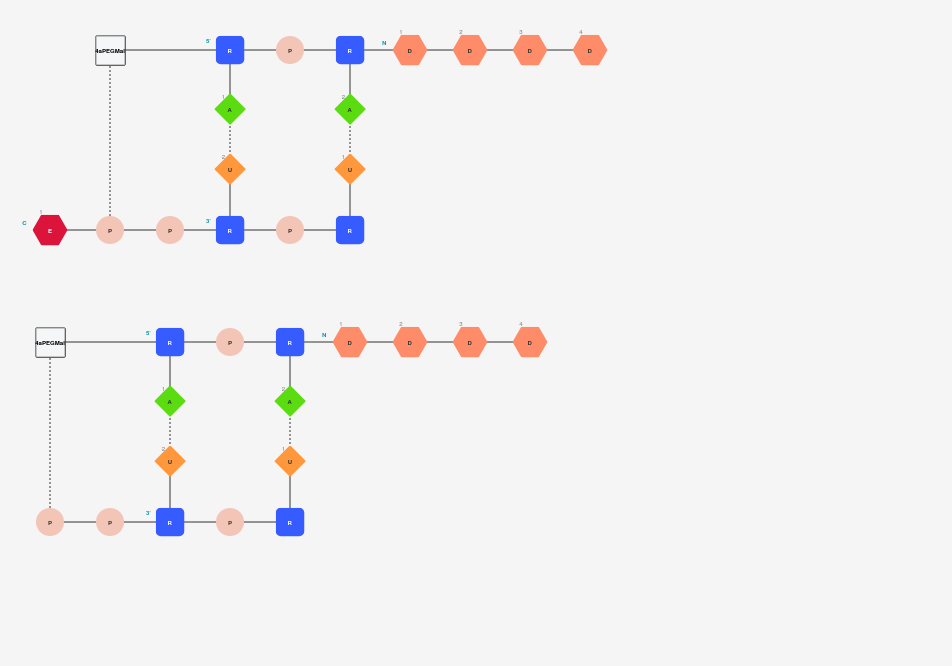 1 2 3 4
5' N
4aPEGMal R P R D D D D
1 2
A A
2 1
U U
1
C 3'
E P P R P R
1 2 3 4
5' N
4aPEGMal R P R D D D D
1 2
A A
2 1
U U
3'
P P R P R